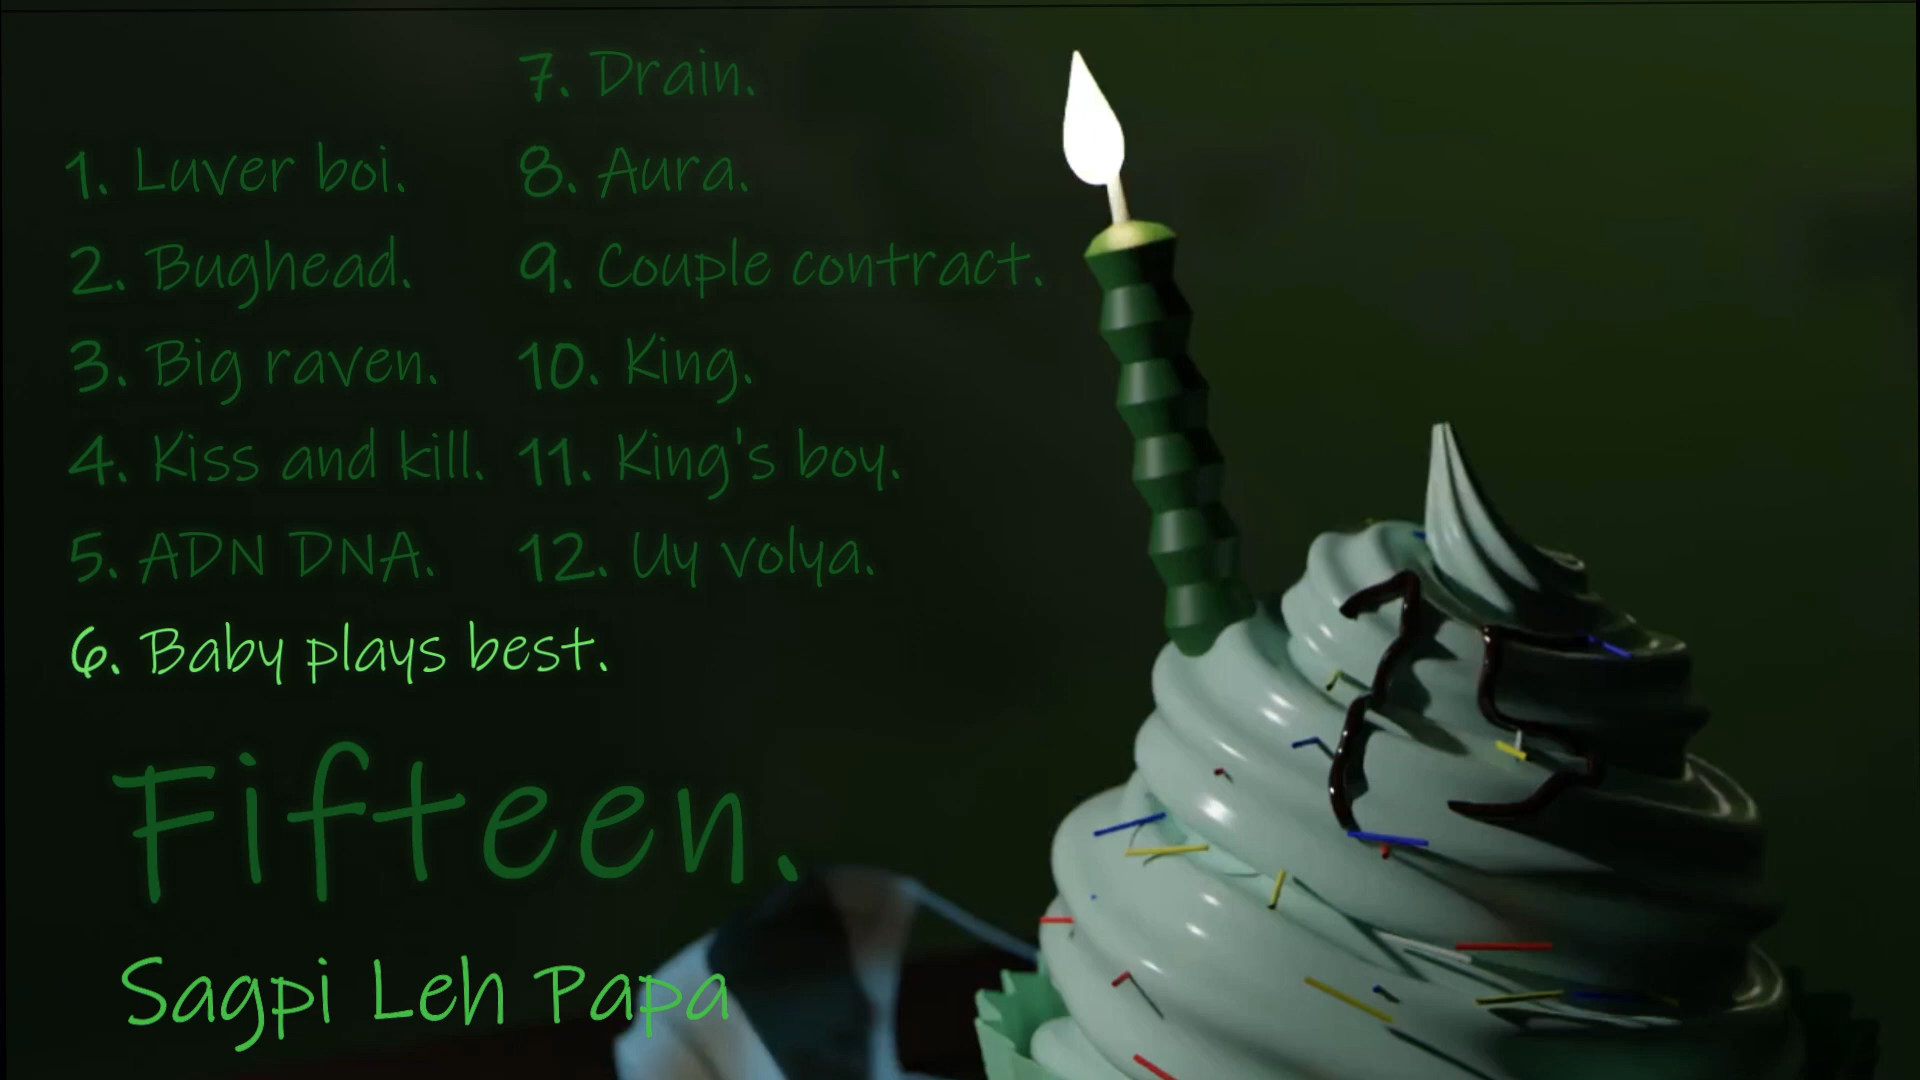 1. Luver boi.
2. Bughead.
3. Big raven.
4. Kiss and kill.
5. ADN DNA.
6. Baby plays best.
7. Drain.
8. Aura.
9. Couple contract.
10. King.
11. King's boy.
12. Uy volya.
Fifteen.
Sagpi Leh Papa
15